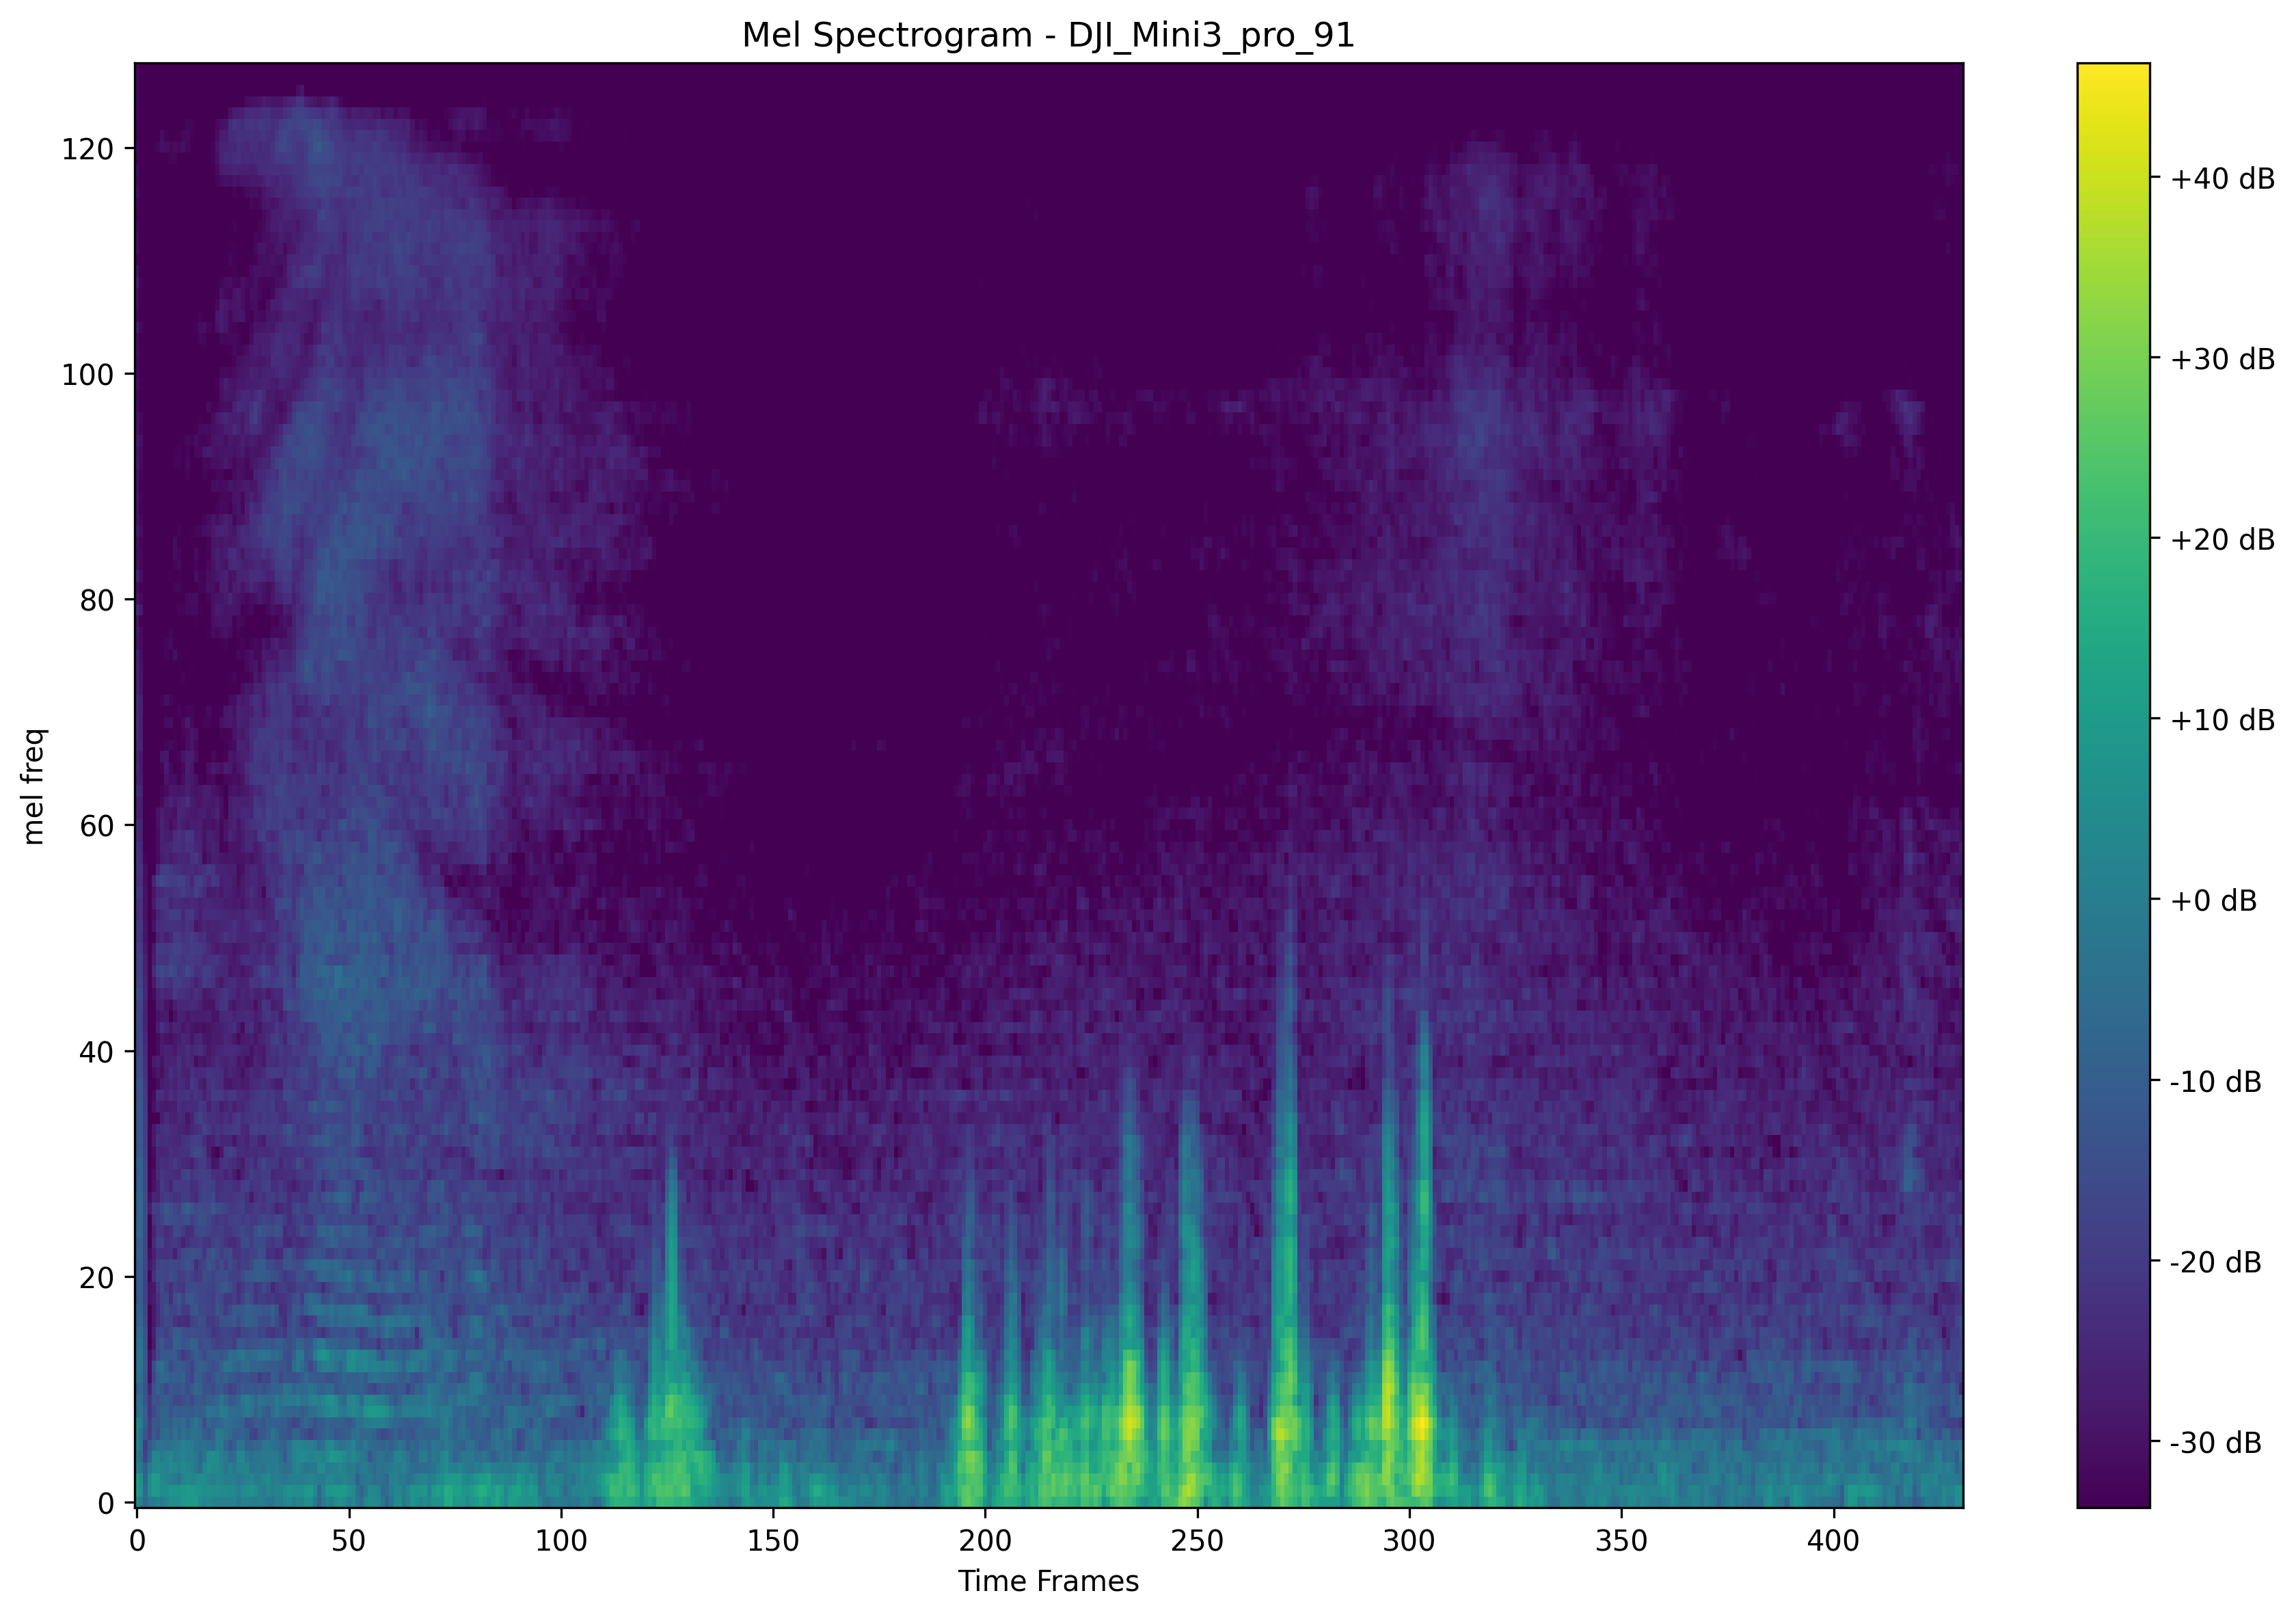 Mel Spectrogram - DJI_Mini3_pro_91
mel freq
120
100
80
60
40
20
0
0 50 100 150 200 250 300 350 400
Time Frames
+40 dB
+30 dB
+20 dB
+10 dB
+0 dB
-10 dB
-20 dB
-30 dB